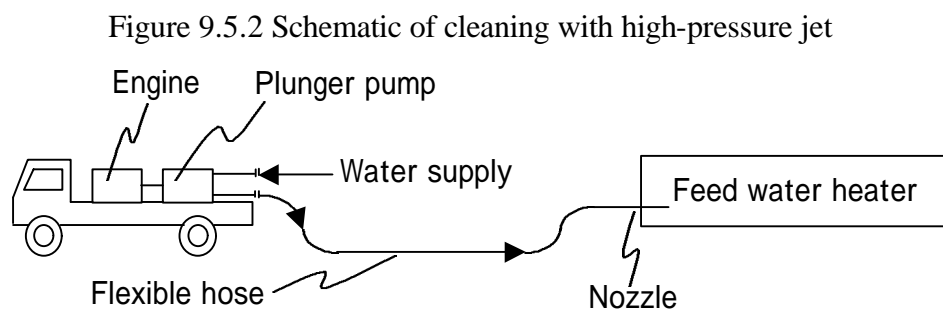 Figure 9.5.2 Schematic of cleaning with high-pressure jet
Engine
Plunger pump
Water supply
Feed water heater
Flexible hose
Nozzle